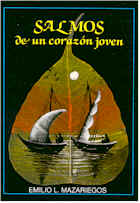 SALMOS
de un corazón joven
EMILIO L. MAZARIEGOS